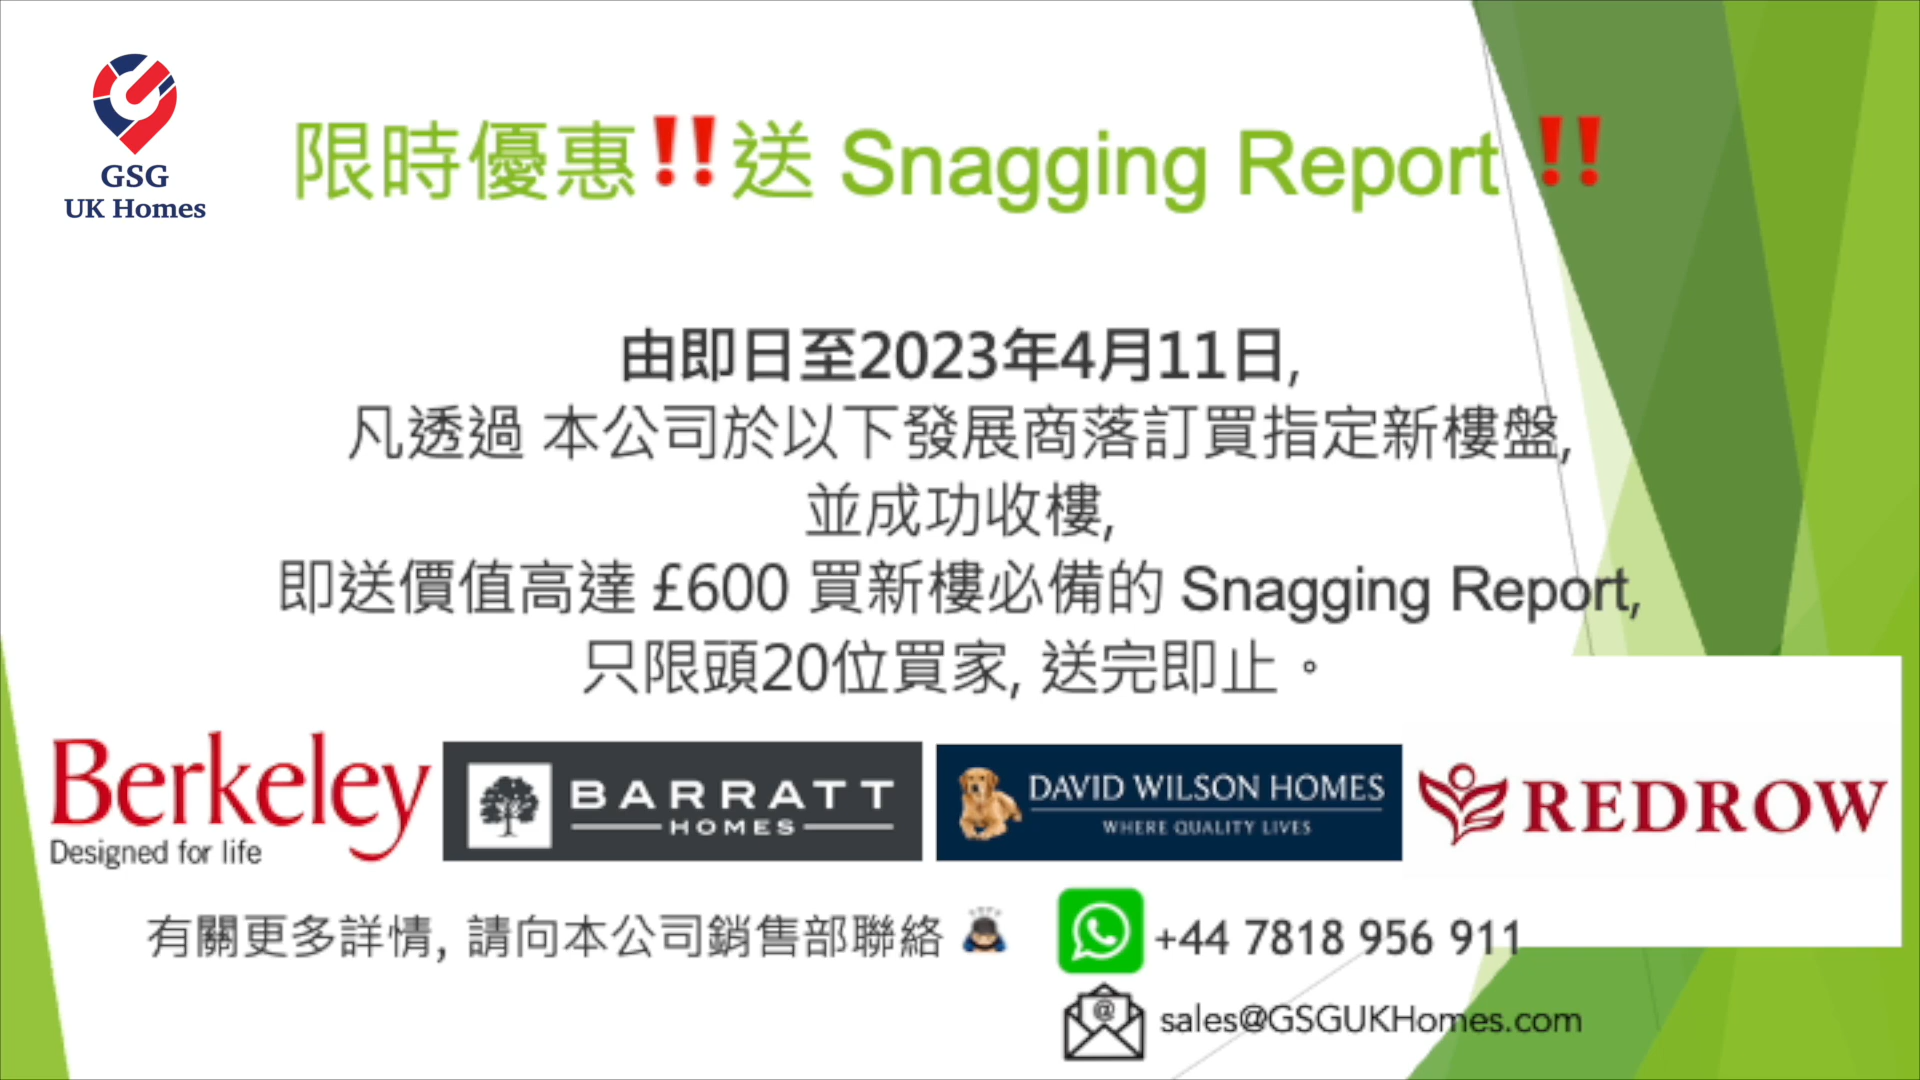 GSG
UK Homes
限時優惠‼️送 Snagging Report ‼️
由即日至2023年4月11日,
凡透過 本公司於以下發展商落訂買指定新樓盤,
並成功收樓,
即送價值高達 £600 買新樓必備的 Snagging Report,
只限頭20位買家, 送完即止。
Berkeley
Designed for life
BARRATT
HOMES
DAVID WILSON HOMES
WHERE QUALITY LIVES
REDROW
有關更多詳情, 請向本公司銷售部聯絡
+44 7818 956 911
sales@GSGUKHomes.com